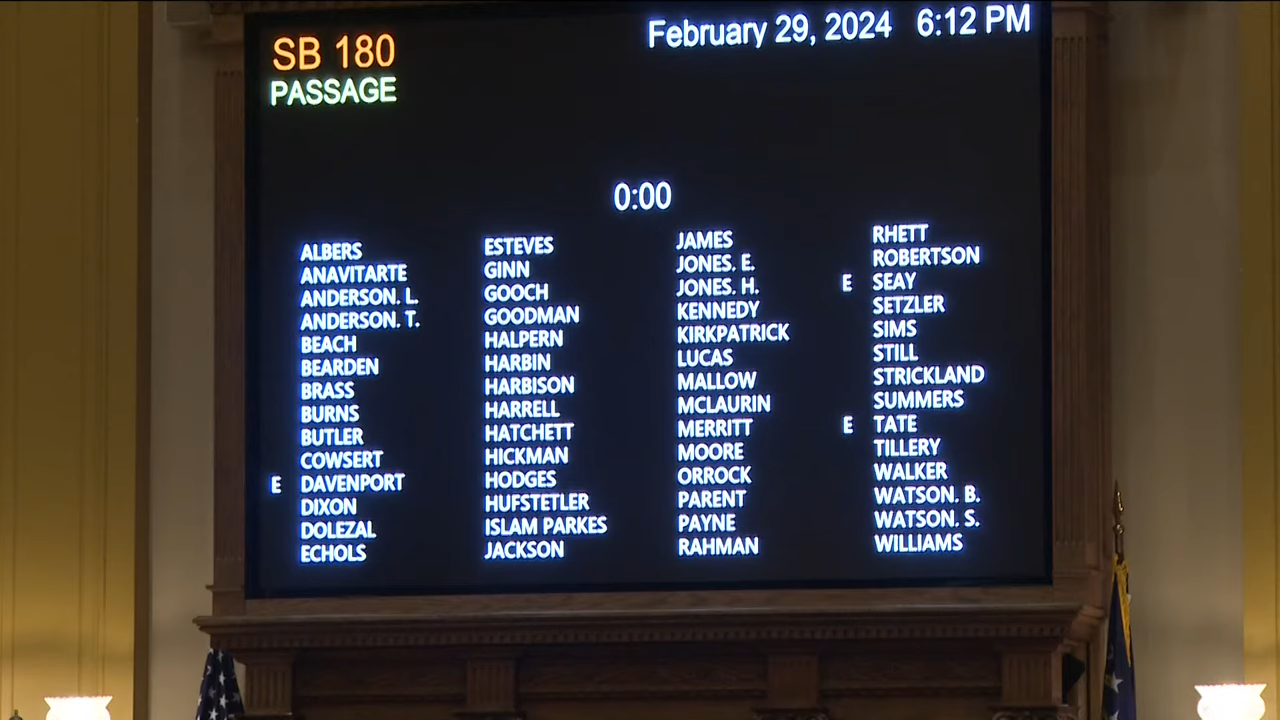 SB 180
PASSAGE
February 29, 2024 6:12 PM
0:00
ALBERS
ANAVITARTE
ANDERSON. L.
ANDERSON. T.
BEACH
BEARDEN
BRASS
BURNS
BUTLER
COWSERT
E DAVENPORT
DIXON
DOLEZAL
ECHOLS
ESTEVES
GINN
GOOCH
GOODMAN
HALPERN
HARBIN
HARBISON
HARRELL
HATCHETT
HICKMAN
HODGES
HUFSTETLER
ISLAM PARKES
JACKSON
JAMES
JONES. E.
JONES. H.
KENNEDY
KIRKPATRICK
LUCAS
MALLOW
MCLAURIN
MERRITT
MOORE
ORROCK
PARENT
PAYNE
RAHMAN
RHETT
ROBERTSON
E SEAY
SETZLER
SIMS
STILL
STRICKLAND
SUMMERS
E TATE
TILLERY
WALKER
WATSON. B.
WATSON. S.
WILLIAMS